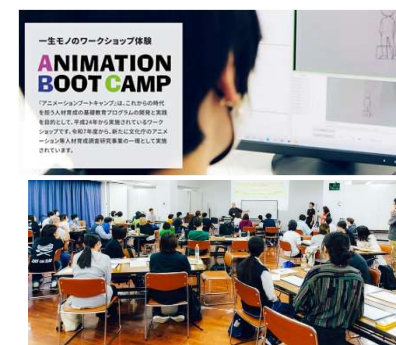 一生モノのワークショップ体験
ANIMATION
BOOT CAMP
『アニメーションブートキャンプ』は、これからの時代
を担う人材育成の基礎教育プログラムの開発と実践
を目的として、平成24年から実施されているワーク
ショップです。令和7年度から、新たに文化庁のアニメ
ーション等人材育成調査研究事業の一環として実施
されています。